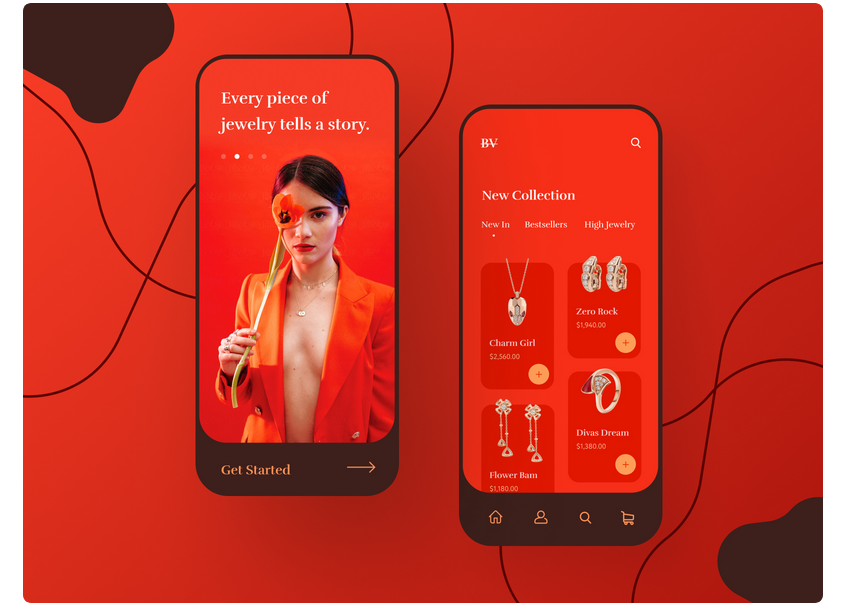 Every piece of
jewelry tells a story.
Get Started
BV
New Collection
New In Bestsellers High Jewelry
Charm Girl
$2,560.00
+
Zero Rock
$1,940.00
+
Flower Bam
$1,180.00
Divas Dream
$1,380.00
+